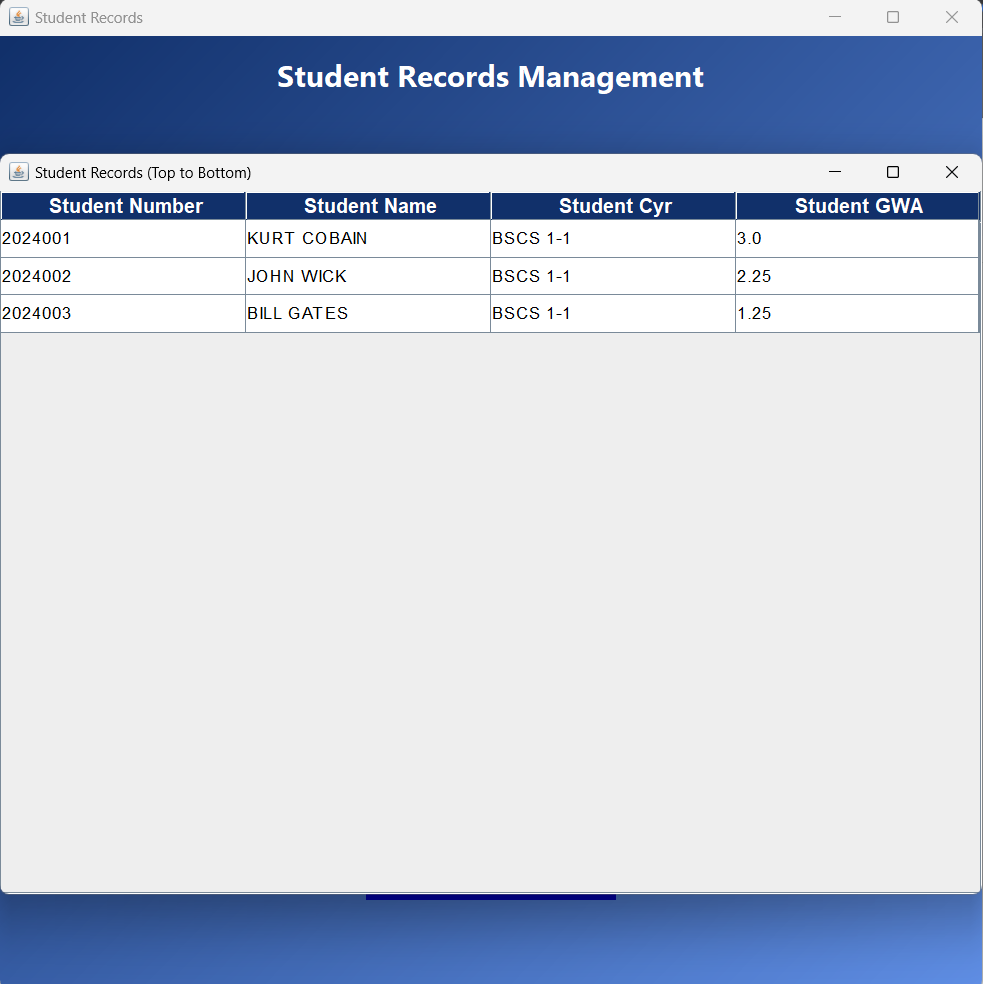 Student Records
Student Records Management
Student Records (Top to Bottom)
Student Number Student Name Student Cyr Student GWA
2024001 KURT COBAIN BSCS 1-1 3.0
2024002 JOHN WICK BSCS 1-1 2.25
2024003 BILL GATES BSCS 1-1 1.25